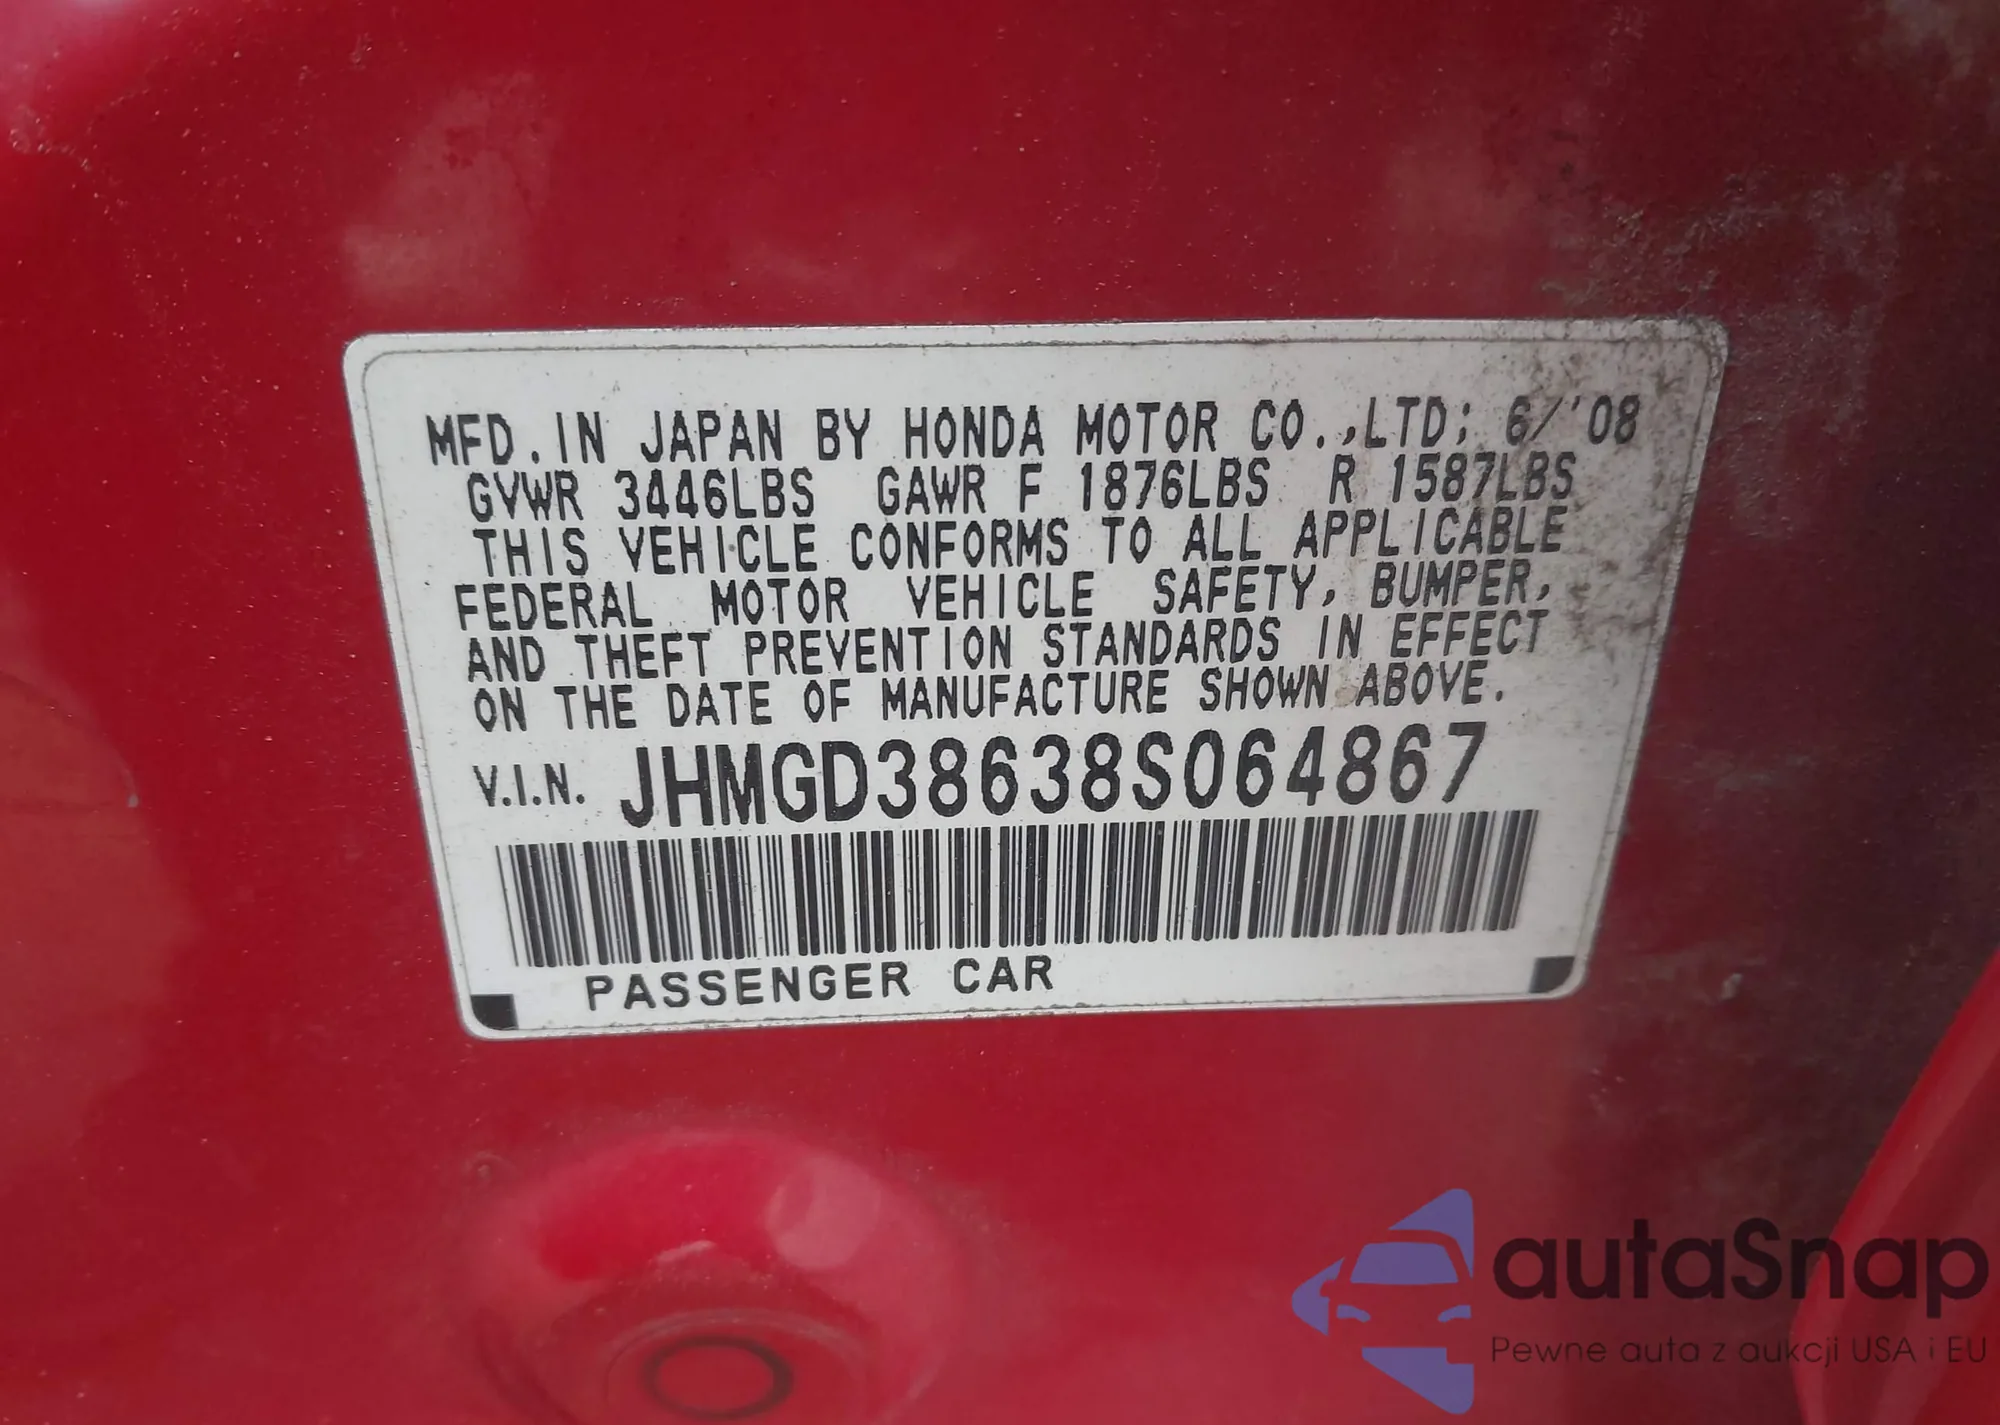 MFD. IN JAPAN BY HONDA MOTOR CO.,LTD; 6/'08
GVWR 3446LBS GAWR F 1876LBS R 1587LBS
THIS VEHICLE CONFORMS TO ALL APPLICABLE
FEDERAL MOTOR VEHICLE SAFETY, BUMPER,
AND THEFT PREVENTION STANDARDS IN EFFECT
ON THE DATE OF MANUFACTURE SHOWN ABOVE.
V.I.N. JHMGD38638S064867
PASSENGER CAR
autaSnap
Pewne auta z aukcji USA i EU